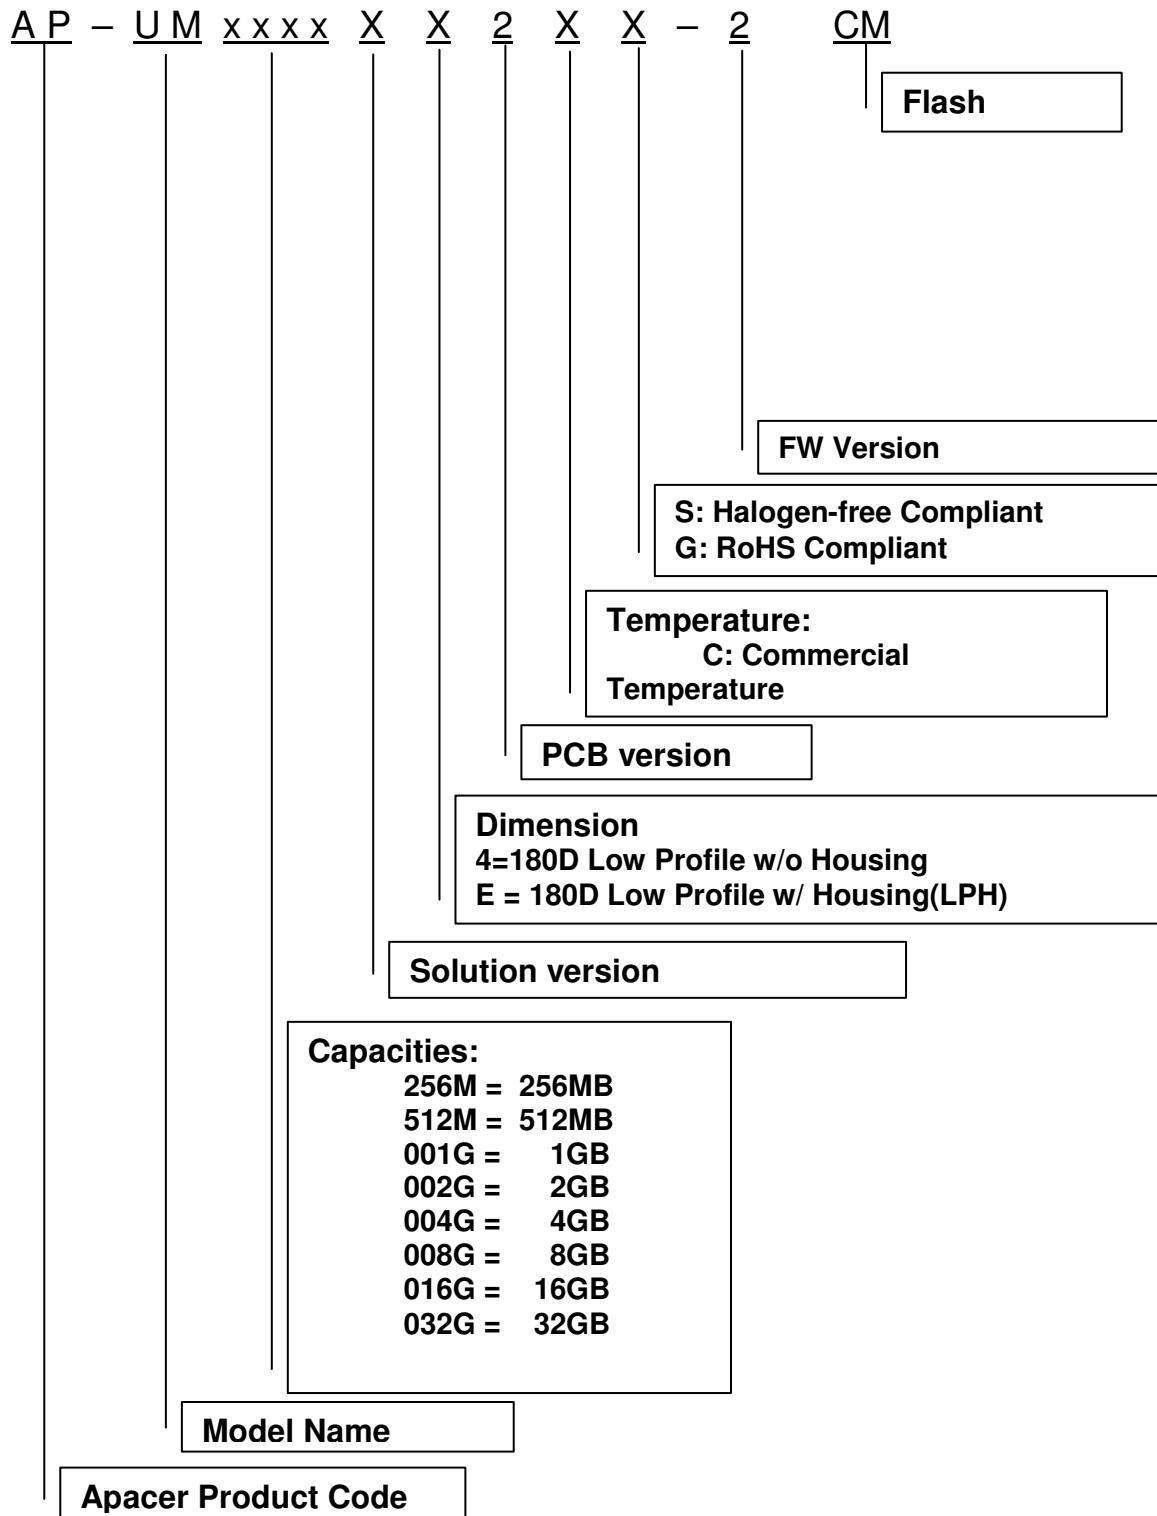 A P – U M x x x x X X 2 X X – 2 CM
Flash
FW Version
S: Halogen-free Compliant
G: RoHS Compliant
Temperature:
C: Commercial
Temperature
PCB version
Dimension
4=180D Low Profile w/o Housing
E = 180D Low Profile w/ Housing(LPH)
Solution version
Capacities:
256M = 256MB
512M = 512MB
001G = 1GB
002G = 2GB
004G = 4GB
008G = 8GB
016G = 16GB
032G = 32GB
Model Name
Apacer Product Code